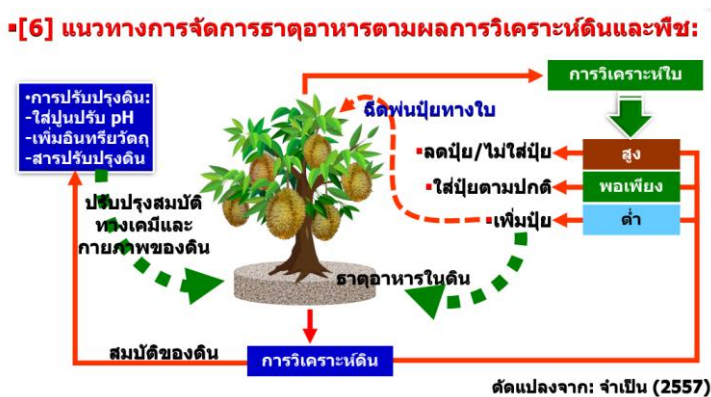 ▪[6] แนวทางการจัดการธาตุอาหารตามผลการวิเคราะห์ดินและพืช:
การวิเคราะห์ใบ
•การปรับปรุงดิน:
-ใส่ปูนปรับ pH
-เพิ่มอินทรียวัตถุ
-สารปรับปรุงดิน
ฉีดพ่นปุ๋ยทางใบ
▪ลดปุ๋ย/ไม่ใส่ปุ๋ย
สูง
▪ใส่ปุ๋ยตามปกติ
พอเพียง
▪เพิ่มปุ๋ย
ต่ำ
ปรับปรุงสมบัติ
ทางเคมีและ
กายภาพของดิน
ธาตุอาหารในดิน
สมบัติของดิน
การวิเคราะห์ดิน
ดัดแปลงจาก: จำเป็น (2557)